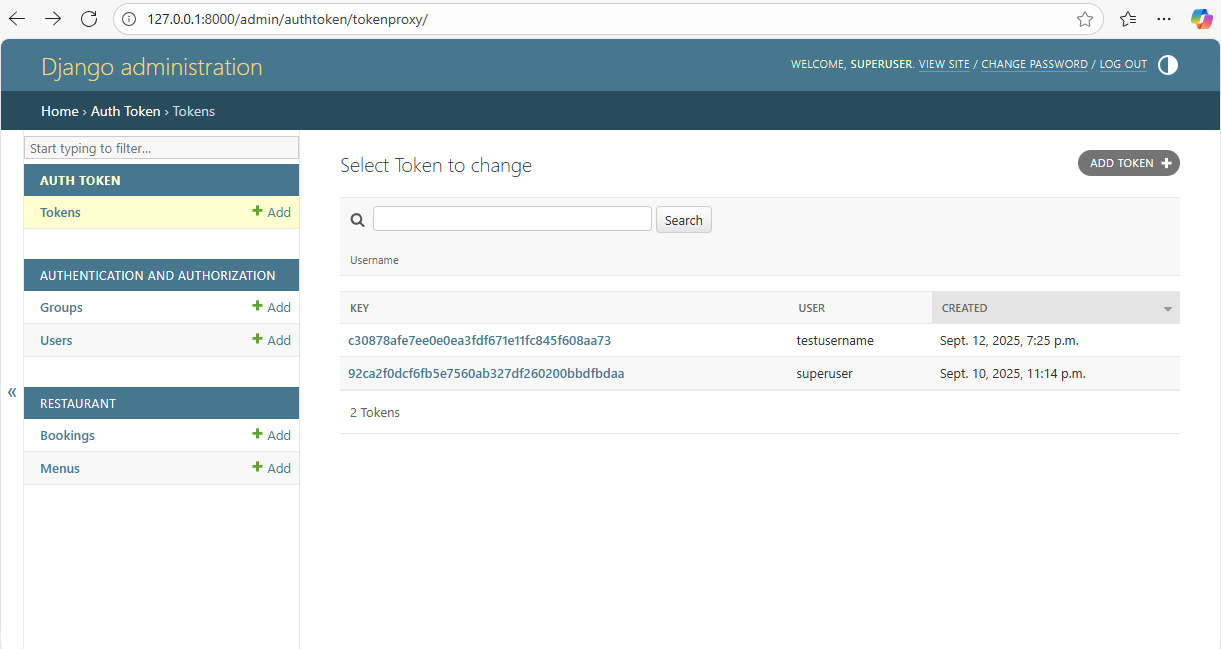 127.0.0.1:8000/admin/authtoken/tokenproxy/
Django administration
WELCOME, SUPERUSER. VIEW SITE / CHANGE PASSWORD / LOG OUT
Home › Auth Token › Tokens
Start typing to filter...
AUTH TOKEN
Tokens + Add
AUTHENTICATION AND AUTHORIZATION
Groups + Add
Users + Add
«
RESTAURANT
Bookings + Add
Menus + Add
Select Token to change
ADD TOKEN +
Search
Username
KEY USER CREATED
c30878afe7ee0e0ea3fdf671e11fc845f608aa73 testusername Sept. 12, 2025, 7:25 p.m.
92ca2f0dcf6fb5e7560ab327df260200bbdfbdaa superuser Sept. 10, 2025, 11:14 p.m.
2 Tokens